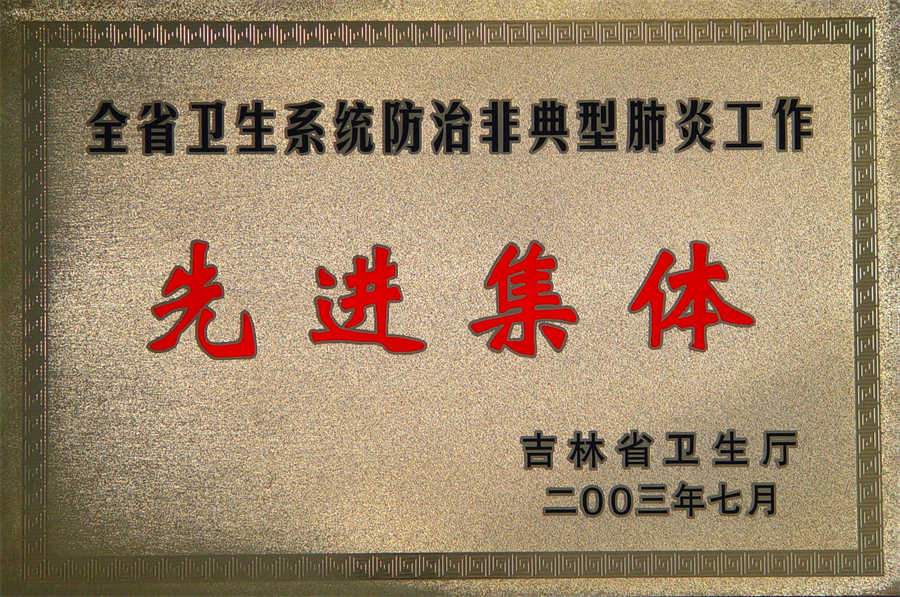 全省卫生系统防治非典型肺炎工作
先进集体
吉林省卫生厅
二00三年七月